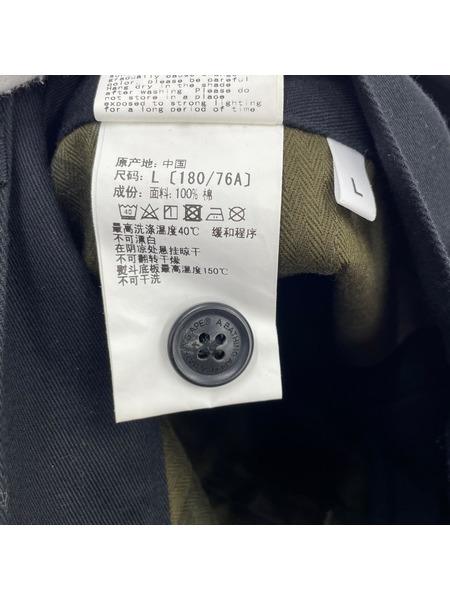 gradually cause
color, please be careful
Hang dry in the shade
after washing Please do
not store in a place
exposed to strong lighting
for a long period of time
原产地: 中国
尺码: L [180/76A]
成份: 面料:100% 棉
40
最高洗涤温度40℃ 缓和程序
不可漂白
在阴凉处悬挂晾干
不可翻转干燥
熨斗底板最高温度150℃
不可干洗
L
APE® A BATHING